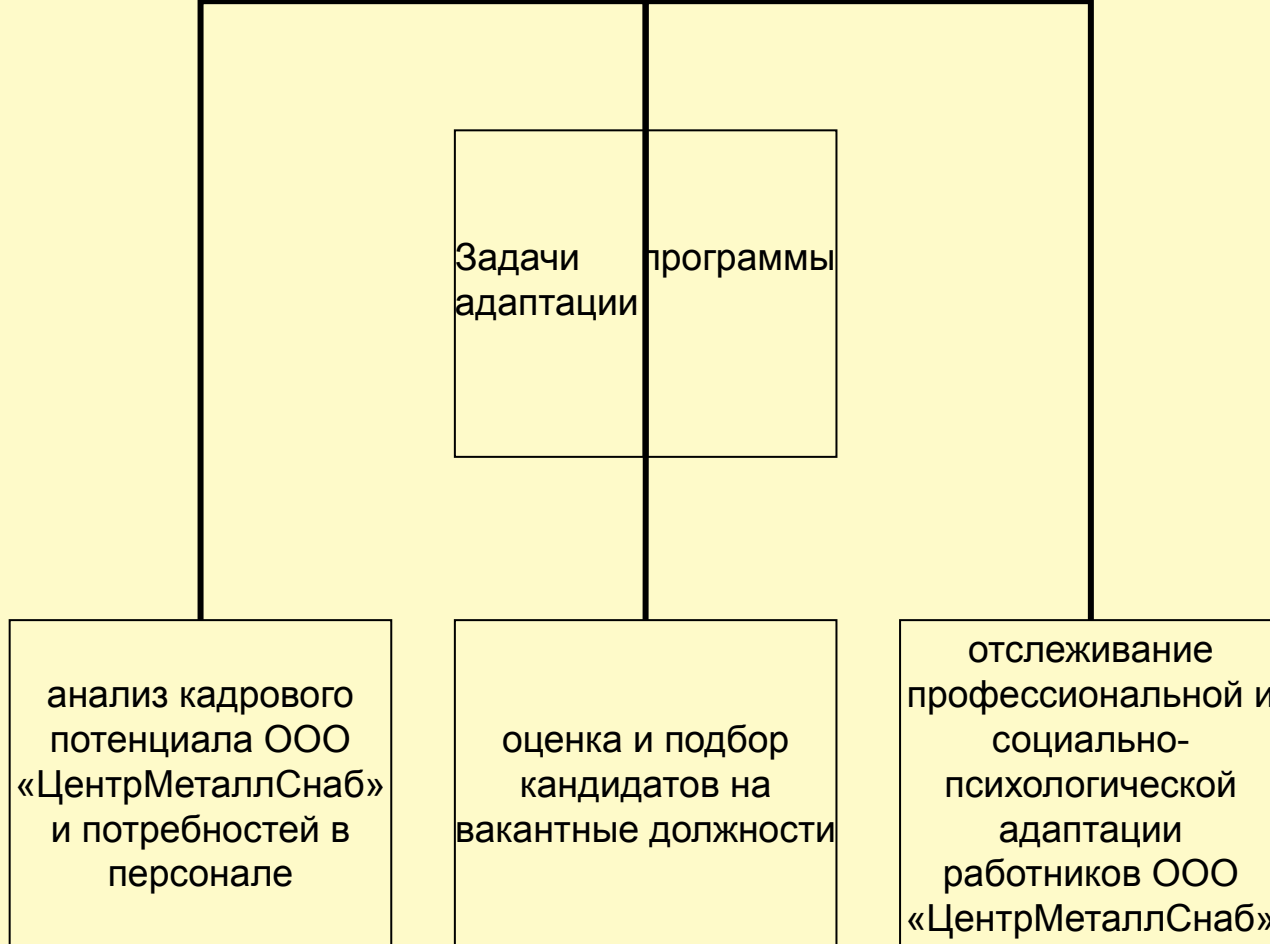 Задачи программы
адаптации
анализ кадрового
потенциала ООО
«ЦентрМеталлСнаб»
и потребностей в
персонале
оценка и подбор
кандидатов на
вакантные должности
отслеживание
профессиональной и
социально-
психологической
адаптации
работников ООО
«ЦентрМеталлСнаб»